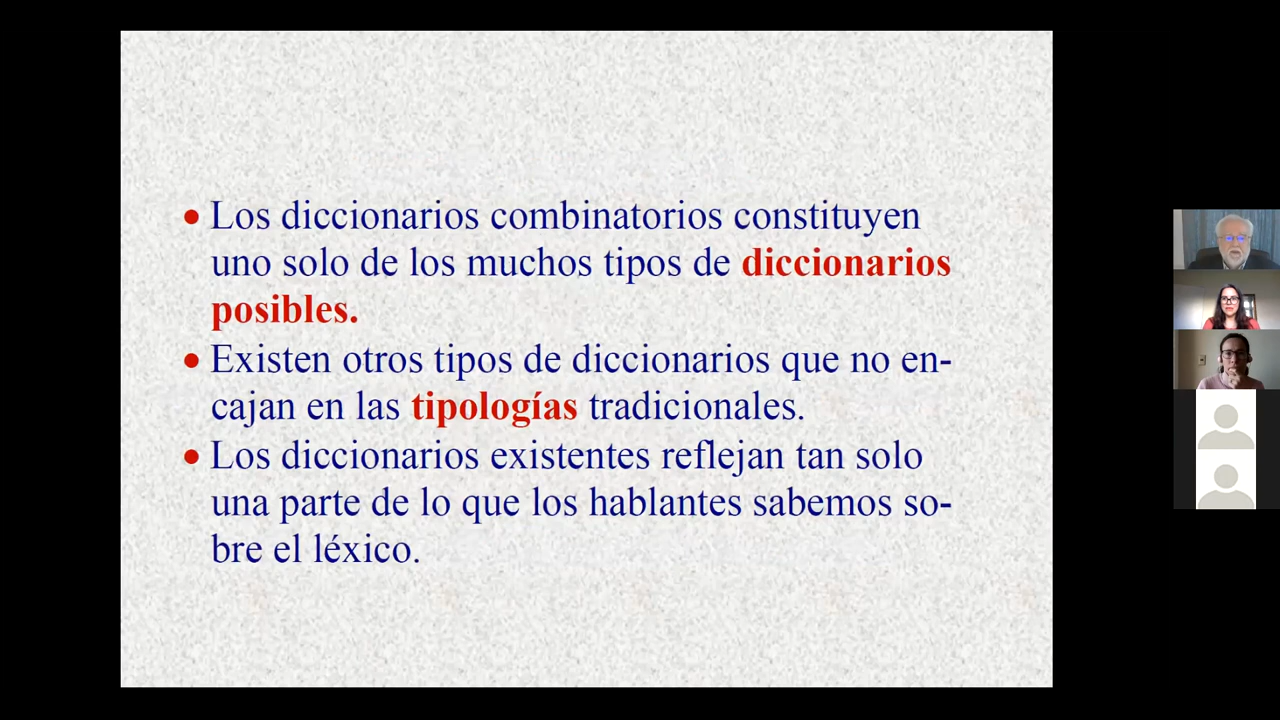 • Los diccionarios combinatorios constituyen
uno solo de los muchos tipos de diccionarios
posibles.
• Existen otros tipos de diccionarios que no en-
cajan en las tipologías tradicionales.
• Los diccionarios existentes reflejan tan solo
una parte de lo que los hablantes sabemos so-
bre el léxico.